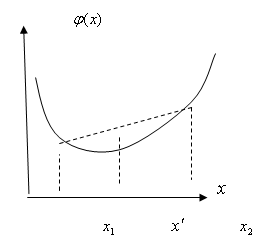 φ(x)
x
x₁ x′ x₂